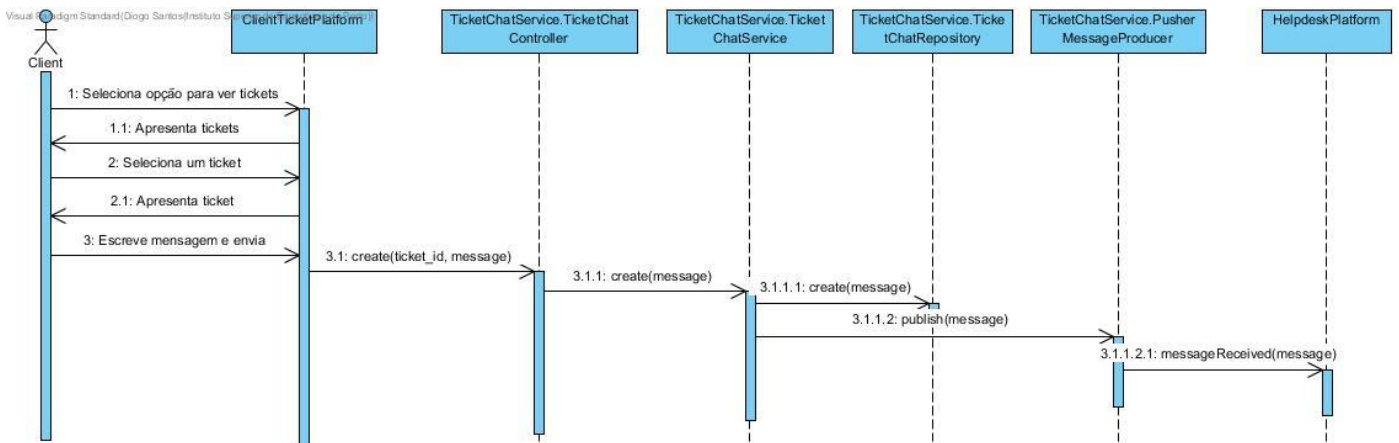 Visual Paradigm Standard(Diogo Santos(Instituto
Client
ClientTicketPlatform
TicketChatService.TicketChat
Controller
TicketChatService.Ticket
ChatService
TicketChatService.Ticke
tChatRepository
TicketChatService.Pusher
MessageProducer
HelpdeskPlatform
1: Seleciona opção para ver tickets
1.1: Apresenta tickets
2: Seleciona um ticket
2.1: Apresenta ticket
3: Escreve mensagem e envia
3.1: create(ticket_id, message)
3.1.1: create(message)
3.1.1.1: create(message)
3.1.1.2: publish(message)
3.1.1.2.1: messageReceived(message)